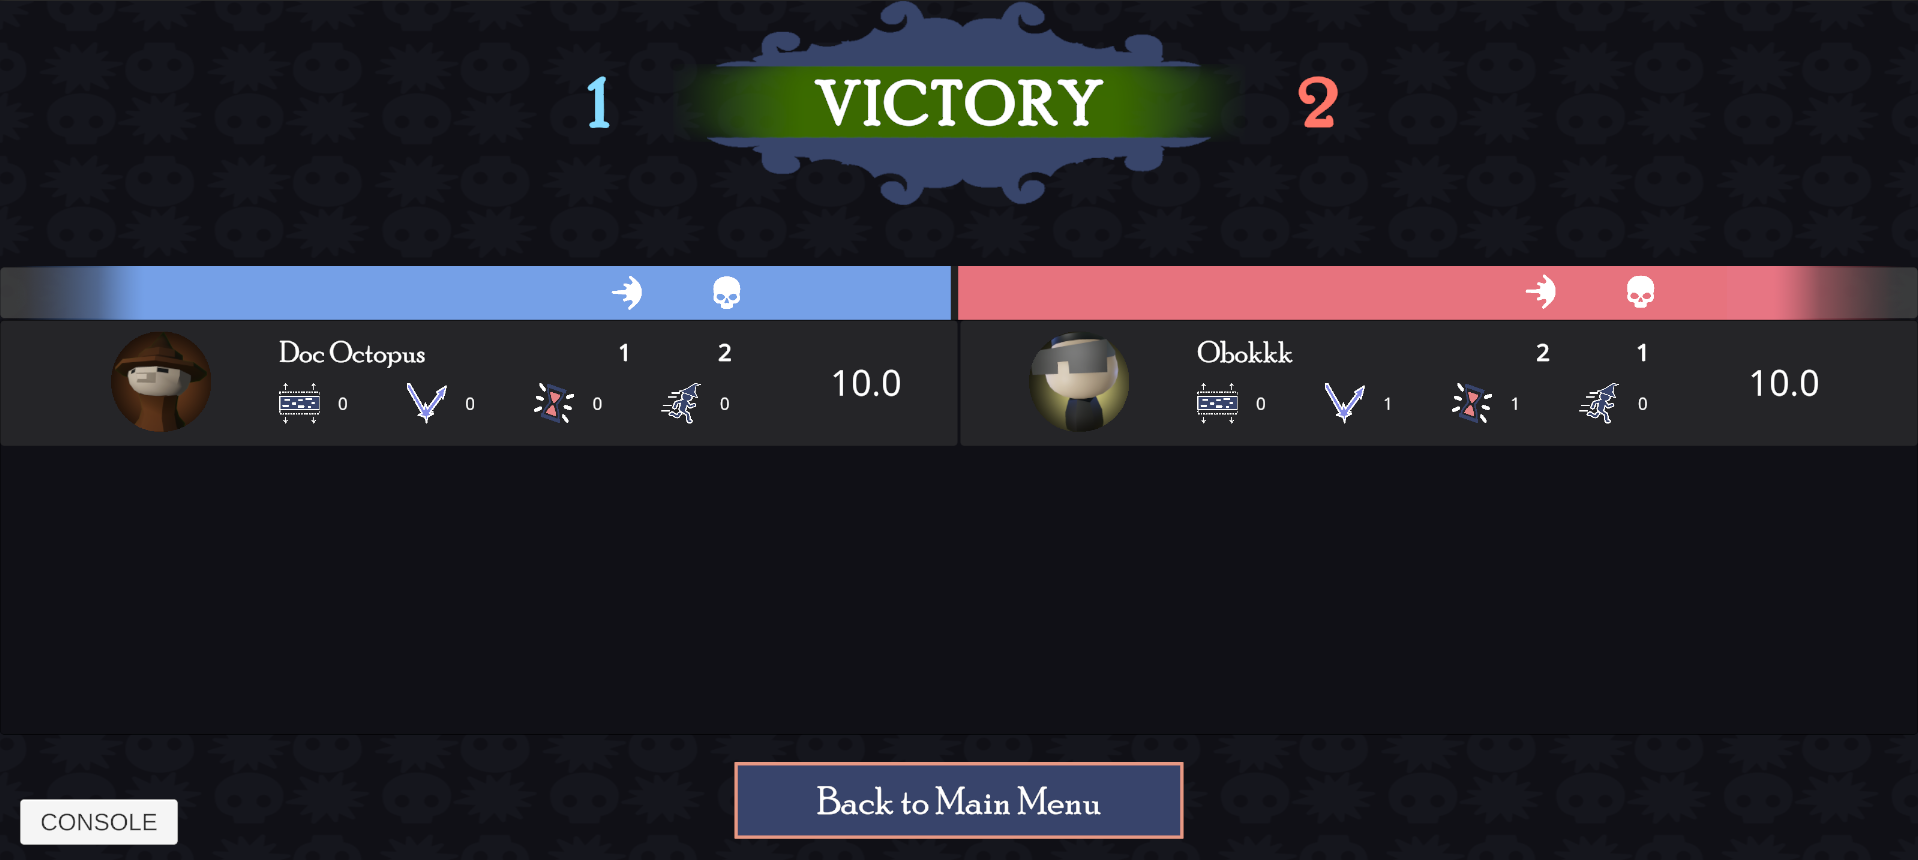 1 VICTORY 2
Doc Octopus 1 2
0 0 0 0
10.0
Obokkk 2 1
0 1 1 0
10.0
Back to Main Menu
CONSOLE